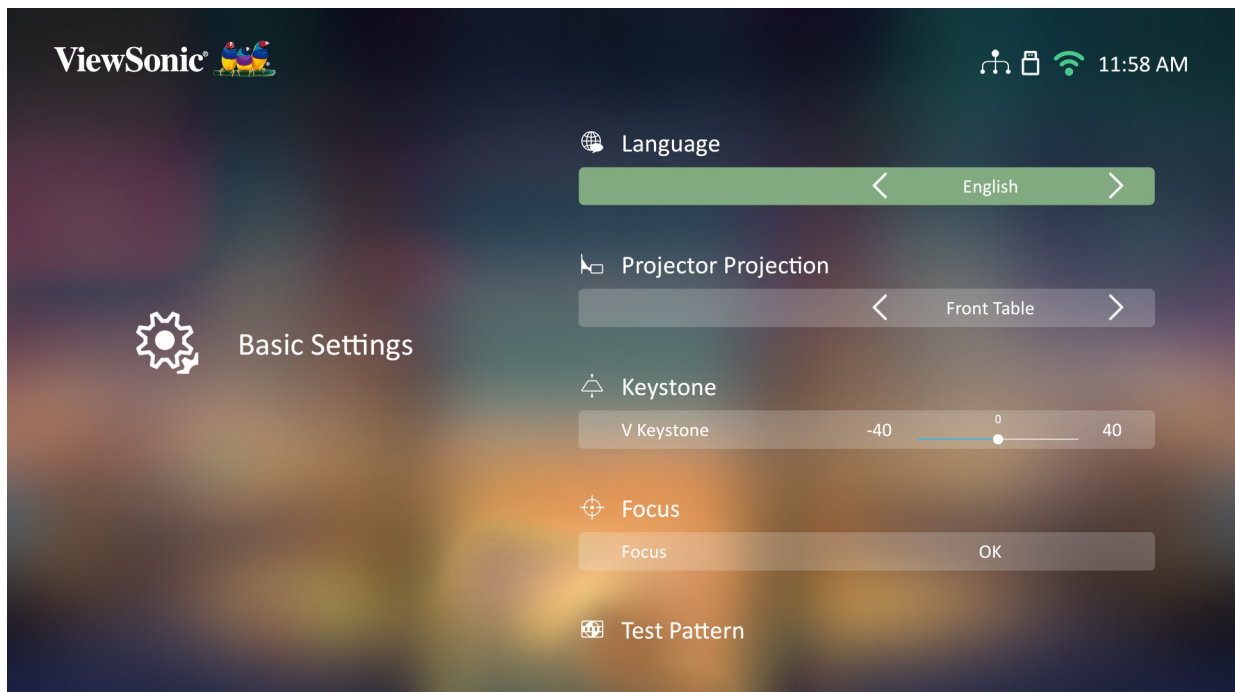 ViewSonic®
11:58 AM
Language
English
Projector Projection
Front Table
Basic Settings
Keystone
0
V Keystone -40 40
Focus
Focus OK
Test Pattern